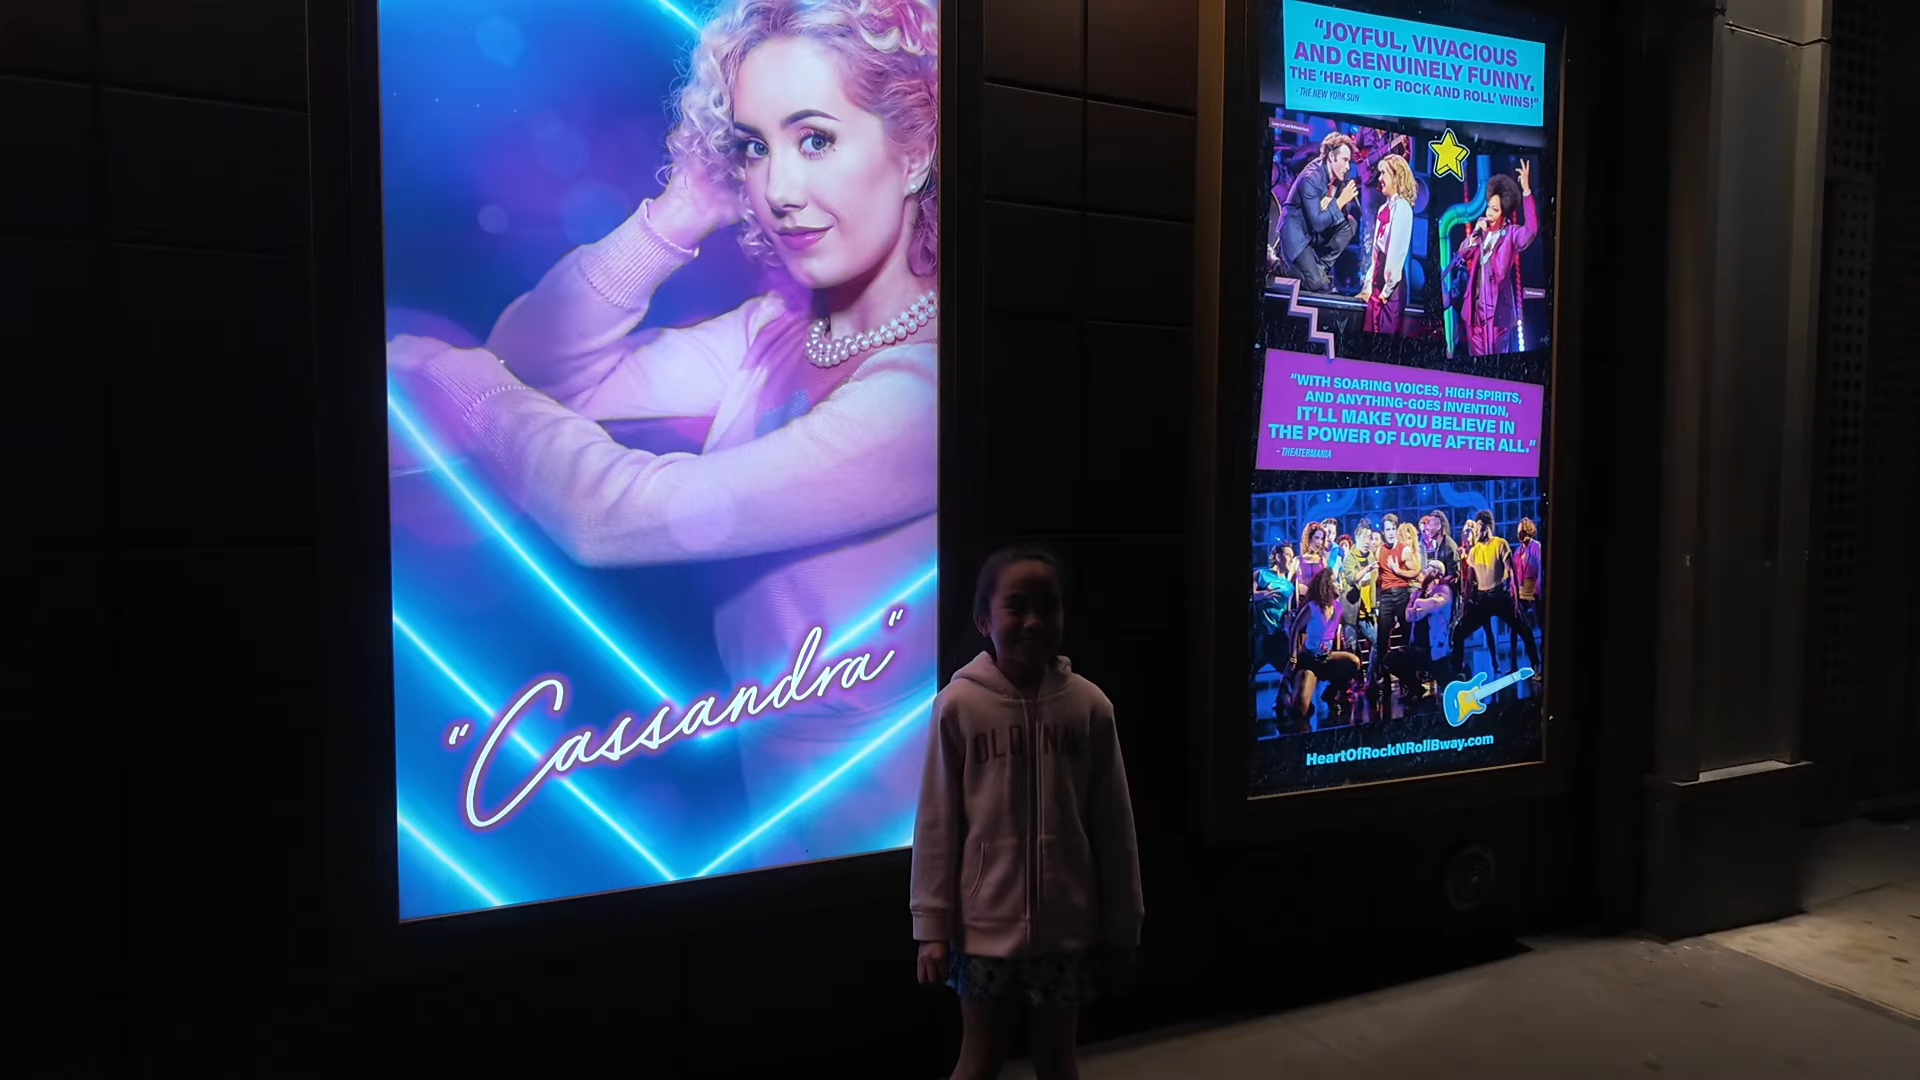 "Cassandra"
"JOYFUL, VIVACIOUS
AND GENUINELY FUNNY.
THE 'HEART OF ROCK AND ROLL' WINS!"
- THE NEW YORK SUN
"WITH SOARING VOICES, HIGH SPIRITS,
AND ANYTHING-GOES INVENTION,
IT'LL MAKE YOU BELIEVE IN
THE POWER OF LOVE AFTER ALL."
- THEATERMANIA
HeartOfRockNRollBway.com
OLD NAVY